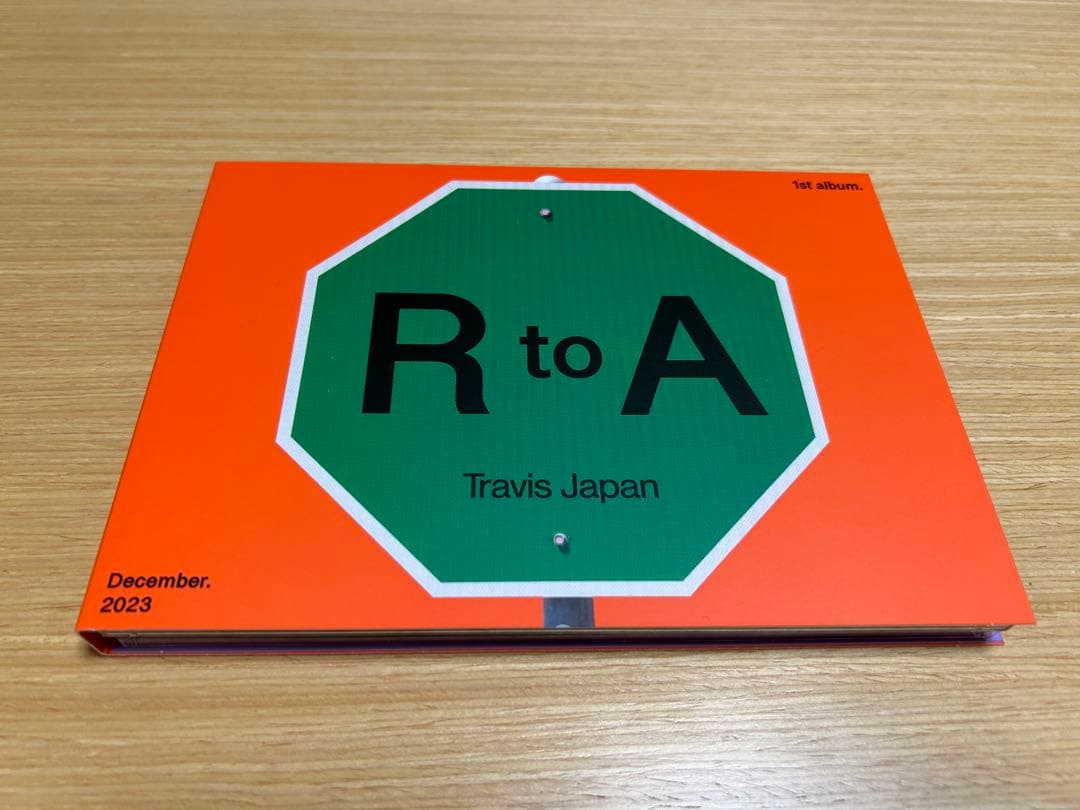 1st album.
R to A
Travis Japan
December.
2023